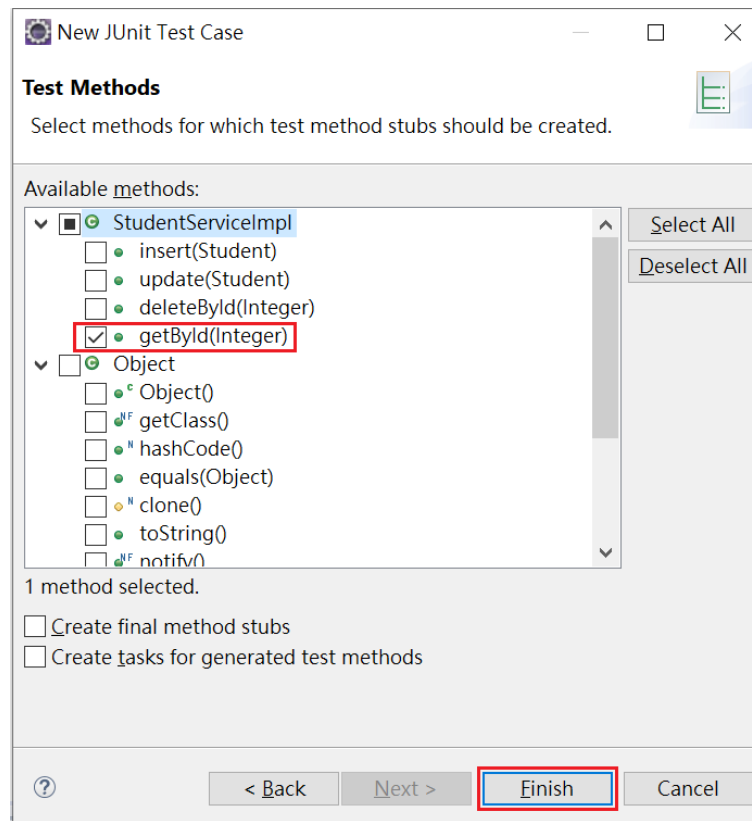 New JUnit Test Case
Test Methods
Select methods for which test method stubs should be created.
Available methods:
StudentServiceImpl
insert(Student)
update(Student)
deleteById(Integer)
getById(Integer)
Object
Object()
getClass()
hashCode()
equals(Object)
clone()
toString()
notify()
Select All
Deselect All
1 method selected.
Create final method stubs
Create tasks for generated test methods
< Back
Next >
Finish
Cancel